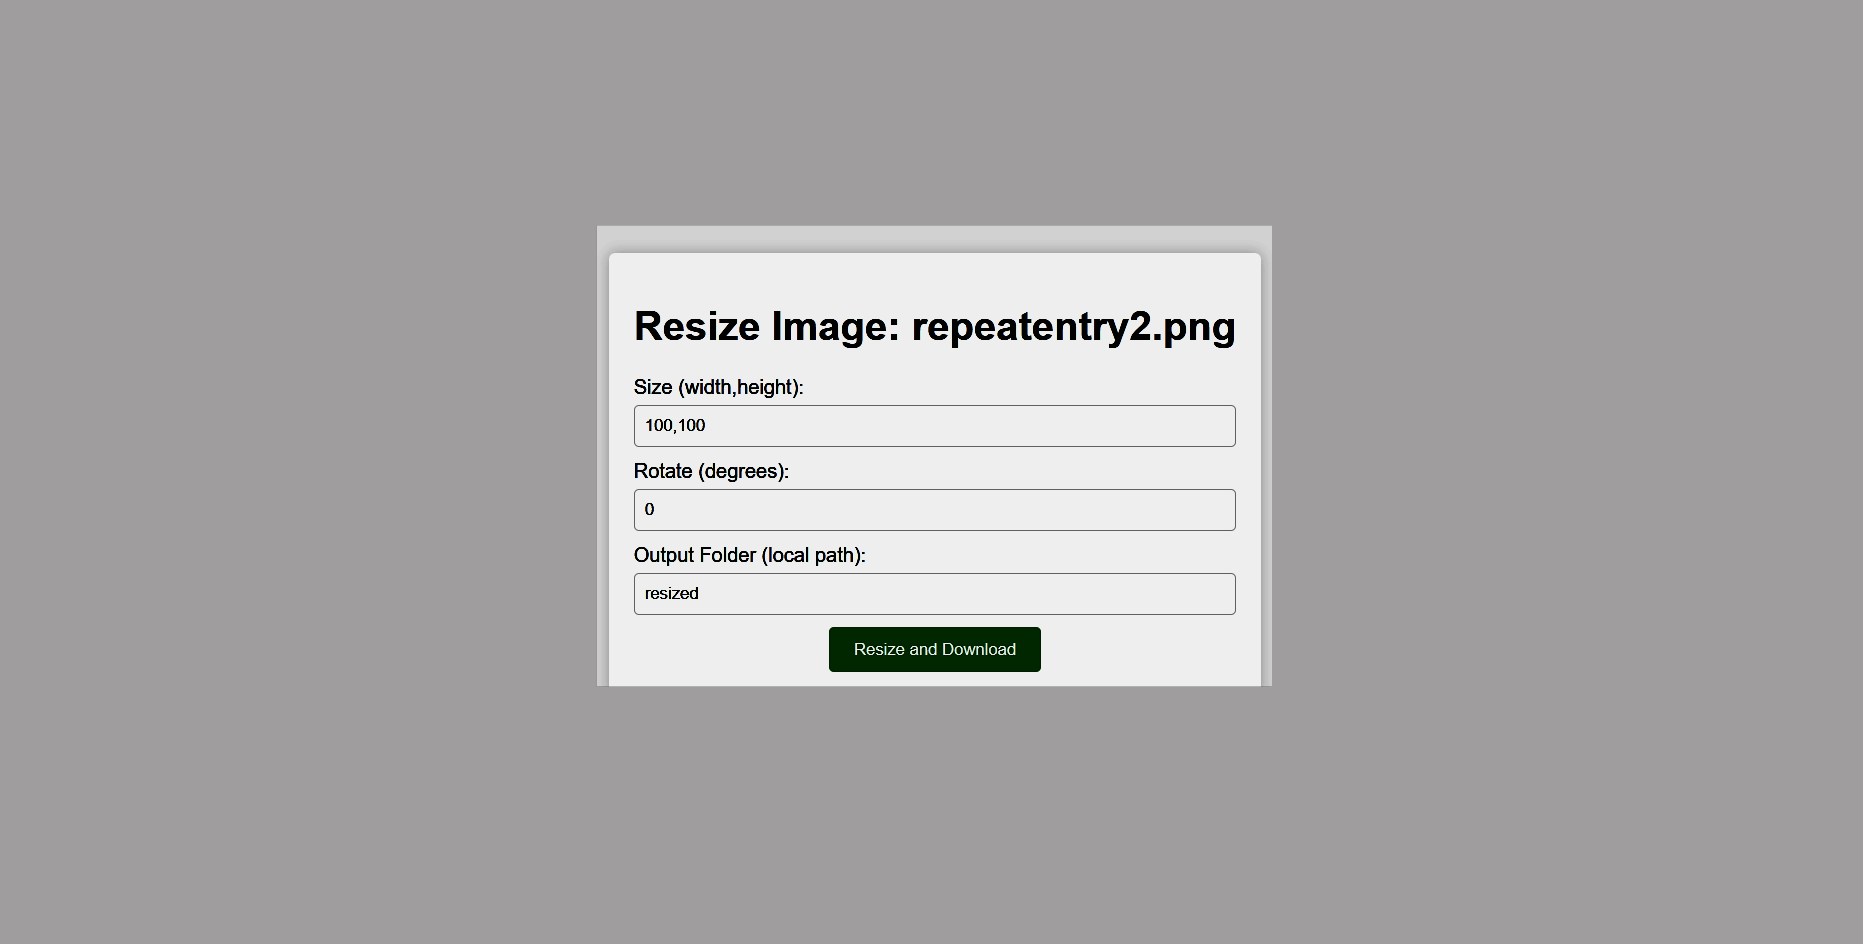 Resize Image: repeatentry2.png
Size (width,height):
100,100
Rotate (degrees):
0
Output Folder (local path):
resized
Resize and Download